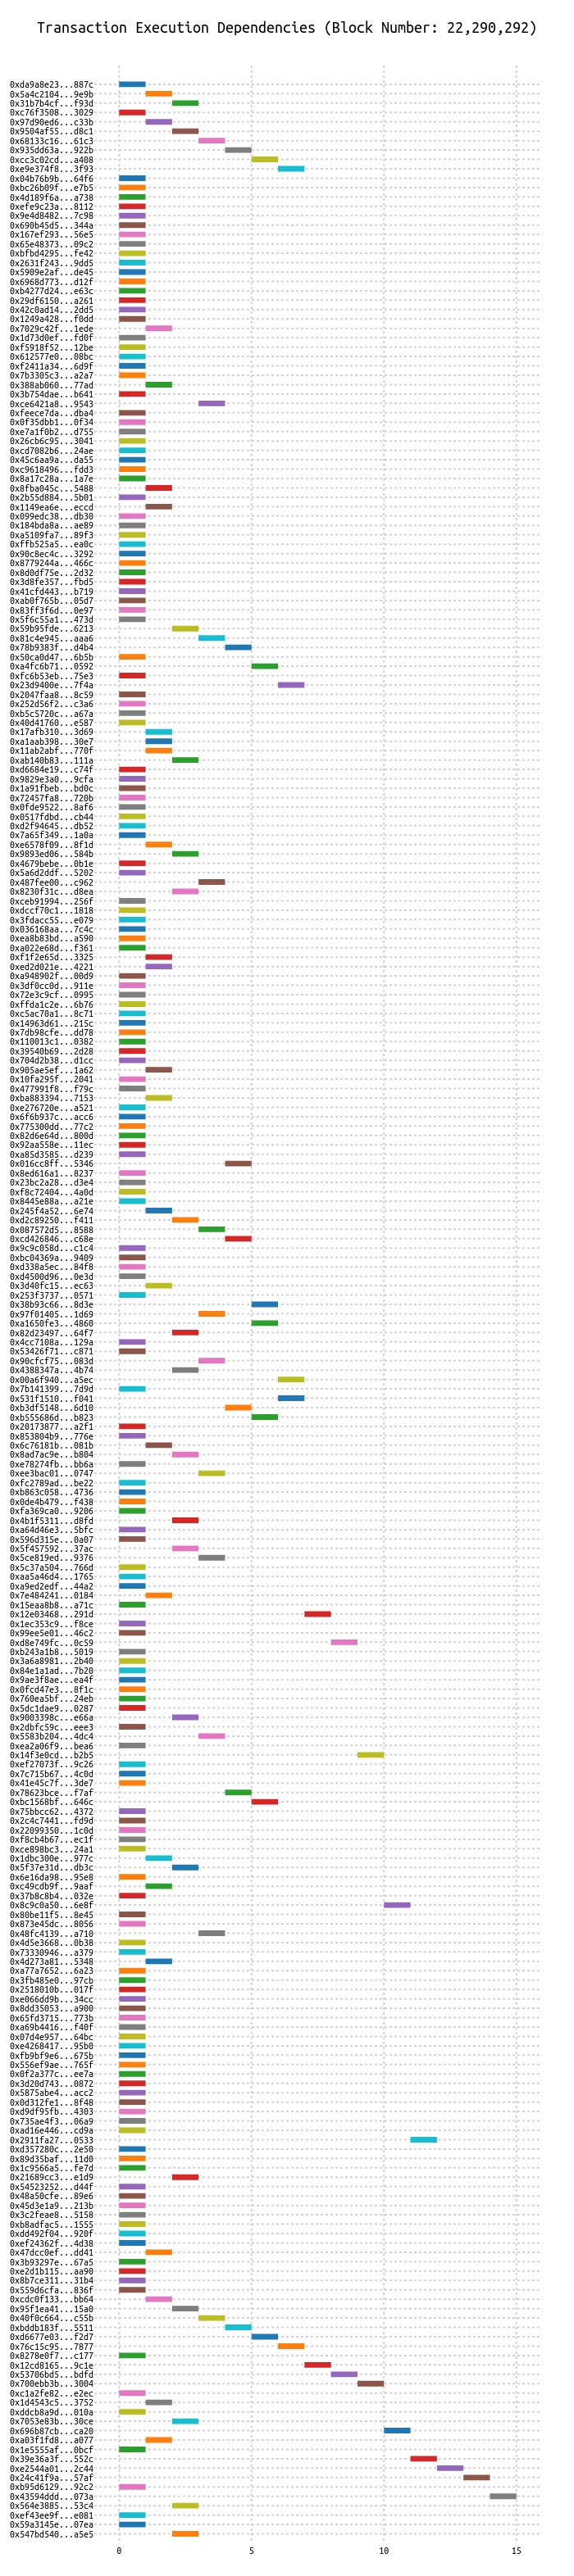 Transaction Execution Dependencies (Block Number: 22,290,292)
0xda9a8e23...887c
0x5a4c2104...9e9b
0x31b7b4cf...f93d
0xc76f3508...3029
0x97d90ed6...c33b
0x9504af55...d8c1
0x68133c16...61c3
0x935dd63a...922b
0xcc3c02cd...a408
0xe9e374f8...3f93
0x04b76b9b...64f6
0xbc26b09f...e7b5
0x4d189f6a...a738
0xefe9c23a...8112
0x9e4d8482...7c98
0x690b45d5...344a
0x167ef293...56e5
0x65e48373...09c2
0xbfbd4295...fe42
0x2631f243...9dd5
0x5909e2af...de45
0x6968d773...d12f
0xb4277d24...e63c
0x29df6150...a261
0x42c0ad14...2dd5
0x1249a428...f0dd
0x7029c42f...1ede
0x1d73d0ef...fd0f
0xf5918f52...12be
0x612577e0...08bc
0xf2411a34...6d9f
0x7b3305c3...a2a7
0x388ab060...77ad
0x3b754dae...b641
0xce6421a8...9543
0xfeece7da...dba4
0x0f35dbb1...0f34
0xe7a1f0b2...d755
0x26cb6c95...3041
0xcd7082b6...24ae
0x45c6aa9a...da55
0xc9618496...fdd3
0x8a17c28a...1a7e
0x8fba045c...5488
0x2b55d884...5b01
0x1149ea6e...eccd
0x099edc38...db30
0x184bda8a...ae89
0xa5109fa7...89f3
0xffb525a5...ea0c
0x90c8ec4c...3292
0x8779244a...466c
0x8d0df75e...2d32
0x3d8fe357...fbd5
0x41cfd443...b719
0xab0f765b...05d7
0x83ff3f6d...0e97
0x5f6c55a1...473d
0x59b95fde...6213
0x81c4e945...aaa6
0x78b9383f...d4b4
0x50ca0d47...6b5b
0xa4fc6b71...0592
0xfc6b53eb...75e3
0x23d9400e...7f4a
0x2047faa8...8c59
0x252d56f2...c3a6
0xb5c5720c...a67a
0x40d41760...e587
0x17afb310...3d69
0xa1aab398...30e7
0x11ab2abf...770f
0xab140b83...111a
0xd6684e19...c74f
0x9829e3a0...9cfa
0x1a91fbeb...bd0c
0x72457fa8...720b
0x0fde9522...8af6
0x0517fdbd...cb44
0xd2f94645...db52
0x7a65f349...1a0a
0xe6578f09...8f1d
0x9893ed06...584b
0x4679bebe...0b1e
0x5a6d2ddf...5202
0x487fee00...c962
0x8230f31c...d8ea
0xceb91994...256f
0xdccf70c1...1818
0x3fdacc55...e079
0x036168aa...7c4c
0xea8b83bd...a590
0xa022e68d...f361
0xf1f2e65d...3325
0xed2d021e...4221
0xa948902f...00d9
0x3df0cc0d...911e
0x72e3c9cf...0995
0xffda1c2e...6b76
0xc5ac70a1...8c71
0x14963d61...215c
0x7db98cfe...dd78
0x110013c1...0382
0x39540b69...2d28
0x704d2b38...d1cc
0x905ae5ef...1a62
0x10fa295f...2041
0x477991f8...f79c
0xba883394...7153
0xe276720e...a521
0x6f6b937c...acc6
0x775300dd...77c2
0x82d6e64d...800d
0x92aa558e...11ec
0xa85d3585...d239
0x016cc8ff...5346
0x8ed616a1...8237
0x23bc2a28...d3e4
0xf8c72404...4a0d
0x8445e88a...a21e
0x245f4a52...6e74
0xd2c89250...f411
0x087572d5...8588
0xcd426846...c68e
0x9c9c058d...c1c4
0xbc04369a...9409
0xd338a5ec...84f8
0xd4500d96...0e3d
0x3d40fc15...ec63
0x253f3737...0571
0x38b93c66...8d3e
0x97f01405...1d69
0xa1650fe3...4860
0x82d23497...64f7
0x4cc7108a...129a
0x53426f71...c871
0x90cfcf75...083d
0x4388347a...4b74
0x00a6f940...a5ec
0x7b141399...7d9d
0x531f1510...f041
0xb3df5148...6d10
0xb555686d...b823
0x20173877...a2f1
0x853804b9...776e
0x6c76181b...081b
0x8ad7ac9e...b804
0xe78274fb...bb6a
0xee3bac01...0747
0xfc2789ad...be22
0xb863c058...4736
0x0de4b479...f438
0xfa369ca0...9206
0x4b1f5311...d8fd
0xa64d46e3...5bfc
0x596d315e...0a07
0x5f457592...37ac
0x5ce819ed...9376
0x5c37a504...766d
0xaa5a46d4...1765
0xa9ed2edf...44a2
0x7e484241...0184
0x15eaa8b8...a71c
0x12e03468...291d
0x1ec353c9...f8ce
0x99ee5e01...46c2
0xd8e749fc...0c59
0xb243a1b8...5019
0x3a6a8981...2b40
0x84e1a1ad...7b20
0x9ae3f8ae...ea4f
0x0fcd47e3...8f1c
0x760ea5bf...24eb
0x5dc1dae9...0287
0x9003398c...e66a
0x2dbfc59c...eee3
0x5583b204...4dc4
0xea2a06f9...bea6
0x14f3e0cd...b2b5
0xef27073f...9c26
0x7c715b67...4c0d
0x41e45c7f...3de7
0x78623bce...f7af
0xbc1568bf...646c
0x75bbcc62...4372
0x2c4c7441...fd9d
0x22099350...1c0d
0xf8cb4b67...ec1f
0xce898bc3...24a1
0x1dbc300e...977c
0x5f37e31d...db3c
0x6e16da98...95e8
0xc49cdb9f...9aaf
0x37b8c8b4...032e
0x8c9c0a50...6e8f
0x80be11f5...8e45
0x873e45dc...8056
0x48fc4139...a710
0x4d5e3668...0b38
0x73330946...a379
0x4d273a81...5348
0xa77a7652...6a23
0x3fb485e0...97cb
0x2518010b...017f
0xe066dd9b...34cc
0x8dd35053...a900
0x65fd3715...773b
0xa69b4416...f40f
0x07d4e957...64bc
0xe4268417...95b0
0xfb9bf9e6...675b
0x556ef9ae...765f
0x0f2a377c...ee7a
0x3d20d743...0872
0x5875abe4...acc2
0x0d312fe1...8f48
0xd9df95fb...4303
0x735ae4f3...06a9
0xad16e446...cd9a
0x2911fa27...0533
0xd357280c...2e50
0x89d35baf...11d0
0x1c9566a5...fe7d
0x21689cc3...e1d9
0x54523252...d44f
0x48a50cfe...89e6
0x45d3e1a9...213b
0x3c2feae8...5158
0xb8adfac5...1555
0xdd492f04...920f
0xef24362f...4d38
0x47dcc0ef...dd41
0x3b93297e...67a5
0xe2d1b115...aa90
0x8b7ce311...31b4
0x559d6cfa...836f
0xcdc0f133...bb64
0x95f1ea41...15a0
0x40f0c664...c55b
0xbddb183f...5511
0xd6677e03...f2d7
0x76c15c95...7877
0x8278e0f7...c177
0x12cd8165...9c1e
0x53706bd5...bdfd
0x700ebb3b...3004
0xc1a2fe82...e2ec
0x1d4543c5...3752
0xddcb8a9d...010a
0x7053e83b...30ce
0x696b87cb...ca20
0xa03f1fd8...a077
0x1e5555af...0bcf
0x39e36a3f...552c
0xe2544a01...2c44
0x24c41f9a...57af
0xb95d6129...92c2
0x43594ddd...073a
0x564e3885...53c4
0xef43ee9f...e081
0x59a3145e...07ea
0x547bd540...a5e5
0 5 10 15